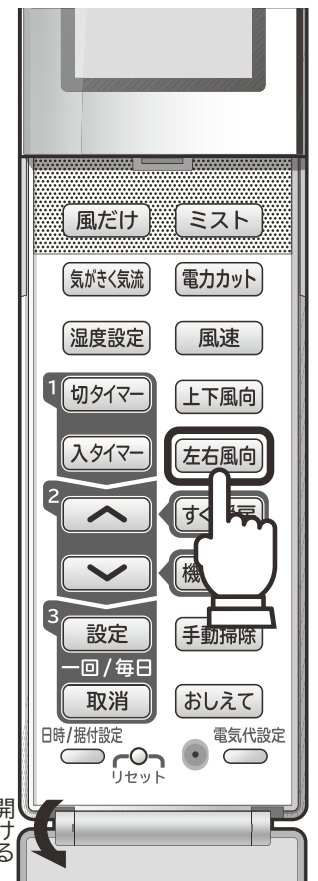 風だけ
ミスト
気がきく気流
電力カット
湿度設定
風速
1
切タイマー
上下風向
入タイマー
左右風向
2
すぐ
機
3
設定
手動掃除
一回/毎日
取消
おしえて
日時/据付設定
電気代設定
リセット
開ける